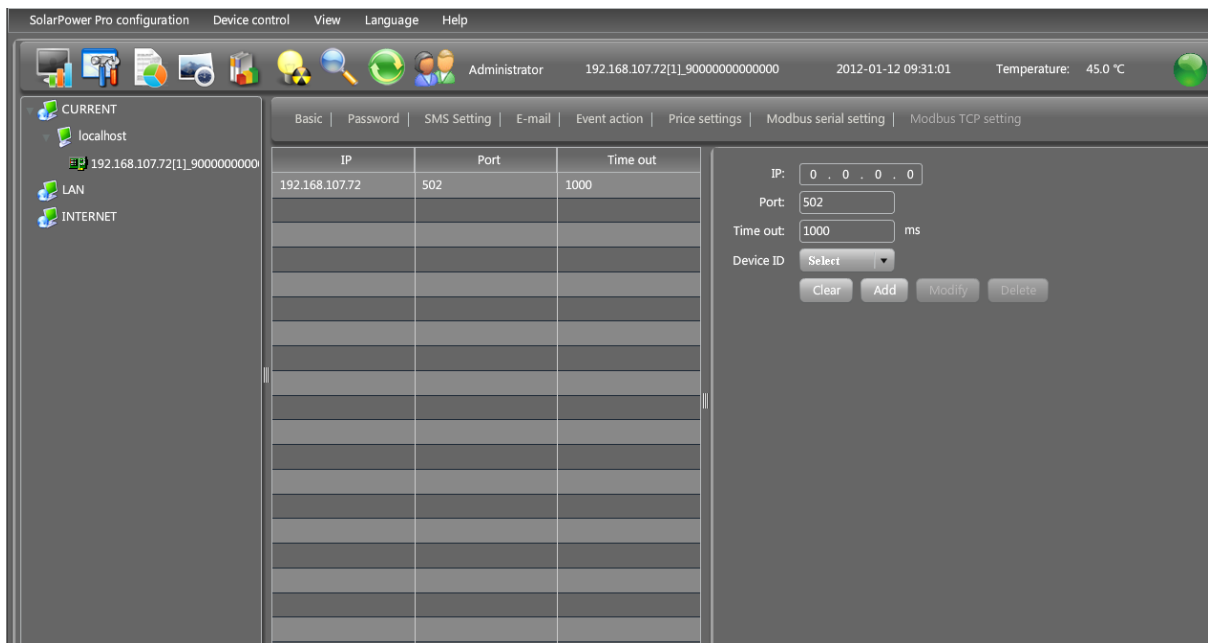 SolarPower Pro configuration Device control View Language Help
Administrator 192.168.107.72[1]_90000000000000 2012-01-12 09:31:01 Temperature: 45.0 ℃
CURRENT
localhost
192.168.107.72[1]_9000000000
LAN
INTERNET
Basic | Password | SMS Setting | E-mail | Event action | Price settings | Modbus serial setting | Modbus TCP setting
IP Port Time out
192.168.107.72 502 1000
IP: 0 . 0 . 0 . 0
Port: 502
Time out: 1000 ms
Device ID Select
Clear Add Modify Delete